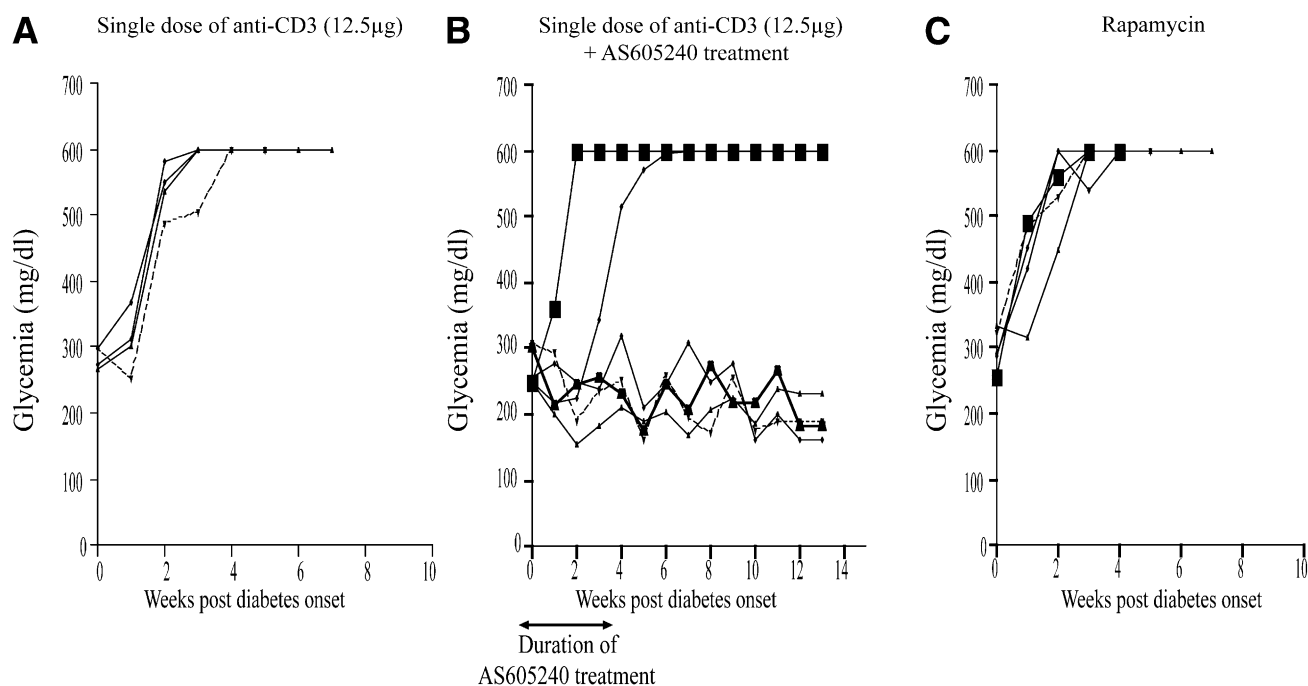 A
Single dose of anti-CD3 (12.5µg)
700
600
500
400
300
200
100
0
Glycemia (mg/dl)
0 2 4 6 8 10
Weeks post diabetes onset
B
Single dose of anti-CD3 (12.5µg)
+ AS605240 treatment
700
600
500
400
300
200
100
0
Glycemia (mg/dl)
0 2 4 6 8 10 12 14
Weeks post diabetes onset
Duration of
AS605240 treatment
C
Rapamycin
700
600
500
400
300
200
100
0
Glycemia (mg/dl)
0 2 4 6 8 10
Weeks post diabetes onset